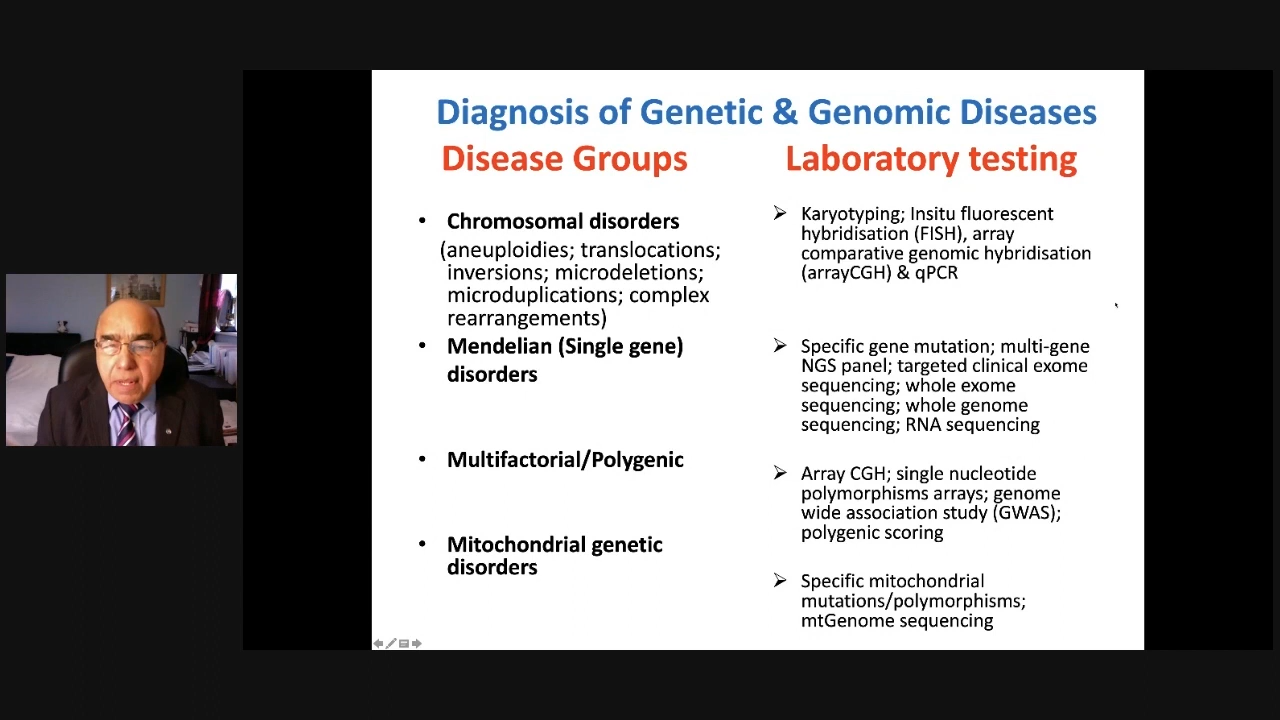 Diagnosis of Genetic & Genomic Diseases
Disease Groups
Laboratory testing
• Chromosomal disorders
(aneuploidies; translocations;
inversions; microdeletions;
microduplications; complex
rearrangements)
• Mendelian (Single gene)
disorders
• Multifactorial/Polygenic
• Mitochondrial genetic
disorders
➢ Karyotyping; Insitu fluorescent
hybridisation (FISH), array
comparative genomic hybridisation
(arrayCGH) & qPCR
➢ Specific gene mutation; multi-gene
NGS panel; targeted clinical exome
sequencing; whole exome
sequencing; whole genome
sequencing; RNA sequencing
➢ Array CGH; single nucleotide
polymorphisms arrays; genome
wide association study (GWAS);
polygenic scoring
➢ Specific mitochondrial
mutations/polymorphisms;
mtGenome sequencing